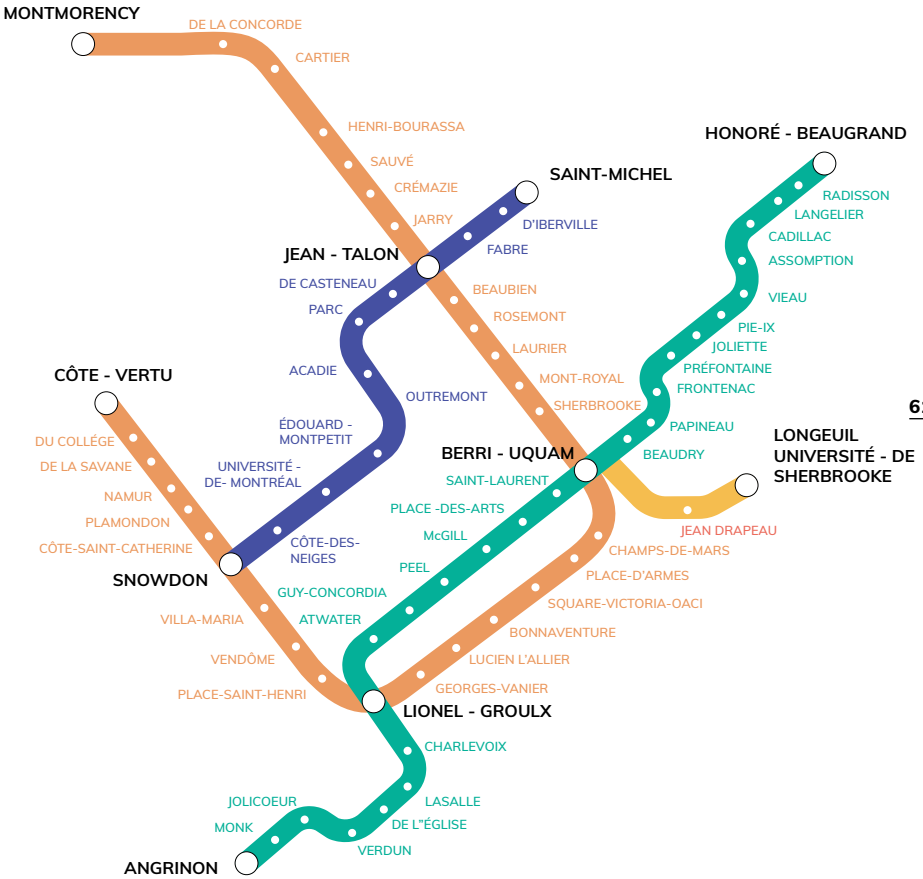 MONTMORENCY
DE LA CONCORDE
CARTIER
HENRI-BOURASSA
SAUVÉ
CRÉMAZIE
JARRY
SAINT-MICHEL
D'IBERVILLE
FABRE
JEAN - TALON
DE CASTENEAU
PARC
ACADIE
OUTREMONT
ÉDOUARD -
MONTPETIT
UNIVERSITÉ -
DE- MONTRÉAL
CÔTE-DES-
NEIGES
HONORÉ - BEAUGRAND
RADISSON
LANGELIER
CADILLAC
ASSOMPTION
VIEAU
PIE-IX
JOLIETTE
PRÉFONTAINE
FRONTENAC
PAPINEAU
BEAUDRY
BEAUBIEN
ROSEMONT
LAURIER
MONT-ROYAL
SHERBROOKE
BERRI - UQUAM
LONGEUIL
UNIVERSITÉ - DE
SHERBROOKE
JEAN DRAPEAU
CÔTE - VERTU
DU COLLÉGE
DE LA SAVANE
NAMUR
PLAMONDON
CÔTE-SAINT-CATHERINE
SNOWDON
VILLA-MARIA
VENDÔME
PLACE-SAINT-HENRI
SAINT-LAURENT
PLACE -DES-ARTS
McGILL
PEEL
GUY-CONCORDIA
ATWATER
CHAMPS-DE-MARS
PLACE-D'ARMES
SQUARE-VICTORIA-OACI
BONNAVENTURE
LUCIEN L'ALLIER
GEORGES-VANIER
LIONEL - GROULX
CHARLEVOIX
LASALLE
DE L"ÉGLISE
VERDUN
JOLICOEUR
MONK
ANGRINON